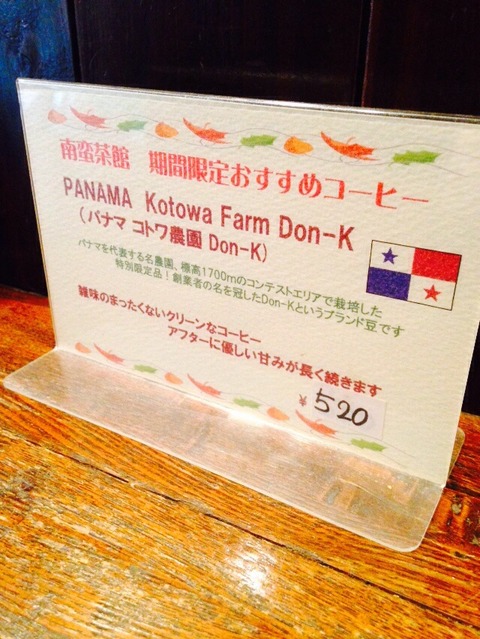 南蛮茶館 期間限定おすすめコーヒー
PANAMA Kotowa Farm Don-K
(パナマ コトワ農園 Don-K)
パナマを代表する名農園、標高1700mのコンテストエリアで栽培した
特別限定品！創業者の名を冠したDon-Kというブランド豆です
雑味のまったくないクリーンなコーヒー
アフターに優しい甘みが長く続きます
¥520